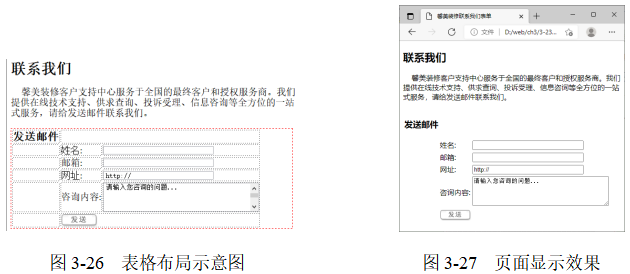 联系我们
馨美装修客户支持中心服务于全国的最终客户和授权服务商。我们
提供在线技术支持、供求查询、投诉受理、信息咨询等全方位的一站
式服务，请给发送邮件联系我们。
发送邮件
姓名:
邮箱:
网址: http://
咨询内容: 请输入您咨询的问题...
发送
图 3-26 表格布局示意图
馨美装修联系我们表单
文件 D:/web/ch3/3-23...
联系我们
馨美装修客户支持中心服务于全国的最终客户和授权服务商。我们
提供在线技术支持、供求查询、投诉受理、信息咨询等全方位的一站
式服务，请给发送邮件联系我们。
发送邮件
姓名:
邮箱:
网址: http://
咨询内容: 请输入您咨询的问题...
发送
图 3-27 页面显示效果